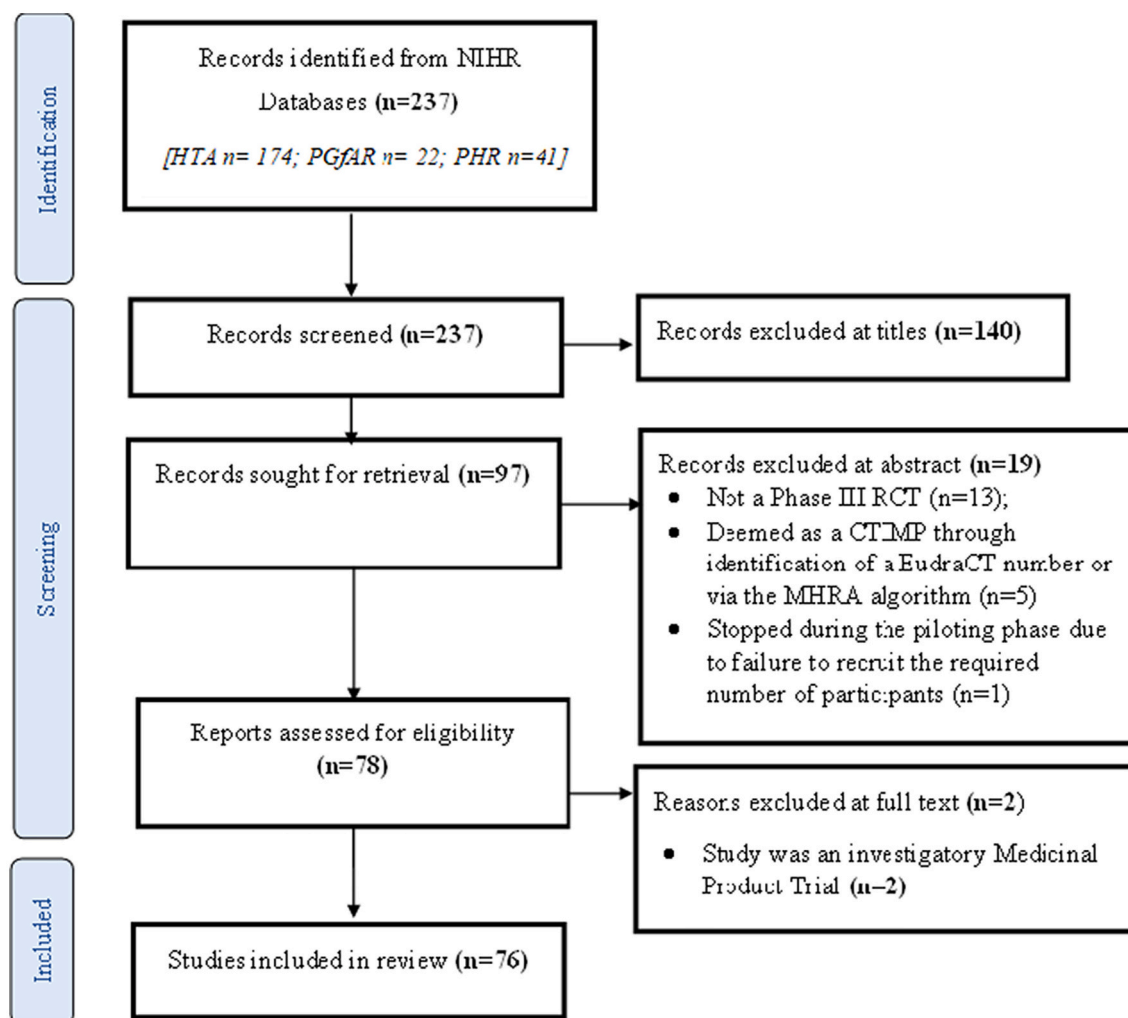 Identification
Records identified from NIHR
Databases (n=237)
[HTA n= 174; PGfAR n= 22; PHR n=41]
Screening
Records screened (n=237)
Records excluded at titles (n=140)
Records sought for retrieval (n=97)
Records excluded at abstract (n=19)
• Not a Phase III RCT (n=13);
• Deemed as a CTIMP through
identification of a EudraCT number or
via the MHRA algorithm (n=5)
• Stopped during the piloting phase due
to failure to recruit the required
number of participants (n=1)
Reports assessed for eligibility
(n=78)
Reasons excluded at full text (n=2)
• Study was an investigatory Medicinal
Product Trial (n=2)
Included
Studies included in review (n=76)